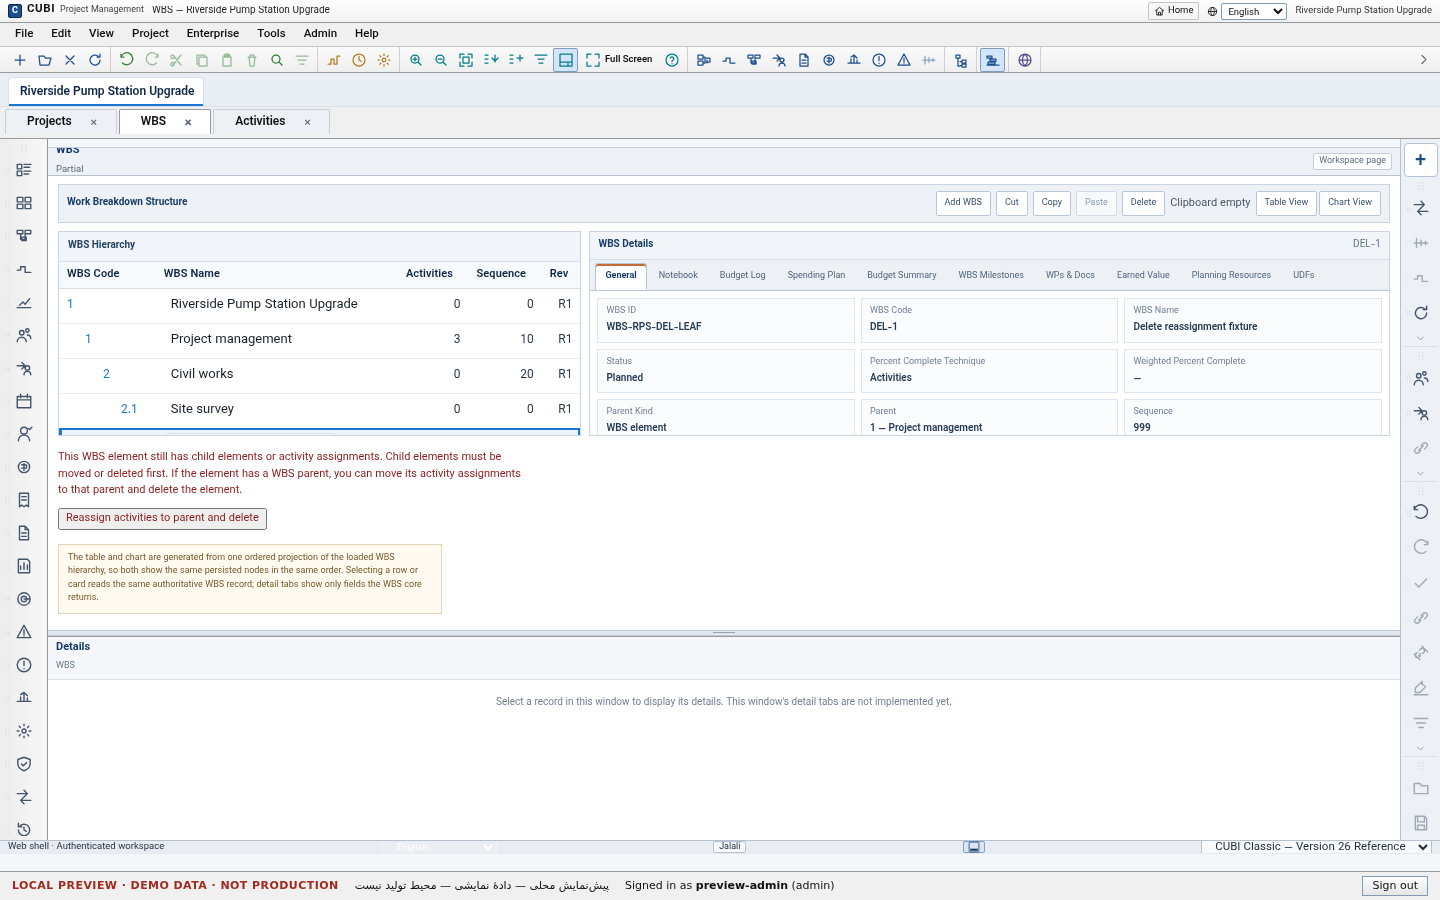 C CUBI Project Management WBS — Riverside Pump Station Upgrade Home English Riverside Pump Station Upgrade
File Edit View Project Enterprise Tools Admin Help
Full Screen
Riverside Pump Station Upgrade
Projects × WBS × Activities ×
WBS
Partial
Workspace page
Work Breakdown Structure
Add WBS Cut Copy Paste Delete Clipboard empty Table View Chart View
WBS Hierarchy
WBS Code WBS Name Activities Sequence Rev
1 Riverside Pump Station Upgrade 0 0 R1
1 Project management 3 10 R1
2 Civil works 0 20 R1
2.1 Site survey 0 0 R1
WBS Details DEL-1
General Notebook Budget Log Spending Plan Budget Summary WBS Milestones WPs & Docs Earned Value Planning Resources UDFs
WBS ID WBS Code WBS Name
WBS-RPS-DEL-LEAF DEL-1 Delete reassignment fixture
Status Percent Complete Technique Weighted Percent Complete
Planned Activities —
Parent Kind Parent Sequence
WBS element 1 — Project management 999
This WBS element still has child elements or activity assignments. Child elements must be
moved or deleted first. If the element has a WBS parent, you can move its activity assignments
to that parent and delete the element.
Reassign activities to parent and delete
The table and chart are generated from one ordered projection of the loaded WBS
hierarchy, so both show the same persisted nodes in the same order. Selecting a row or
card reads the same authoritative WBS record; detail tabs show only fields the WBS core
returns.
Details
WBS
Select a record in this window to display its details. This window's detail tabs are not implemented yet.
Web shell · Authenticated workspace English Jalali CUBI Classic — Version 26 Reference
LOCAL PREVIEW · DEMO DATA · NOT PRODUCTION پیش‌نمایش محلی — دادهٔ نمایشی — محیط تولید نیست Signed in as preview-admin (admin) Sign out